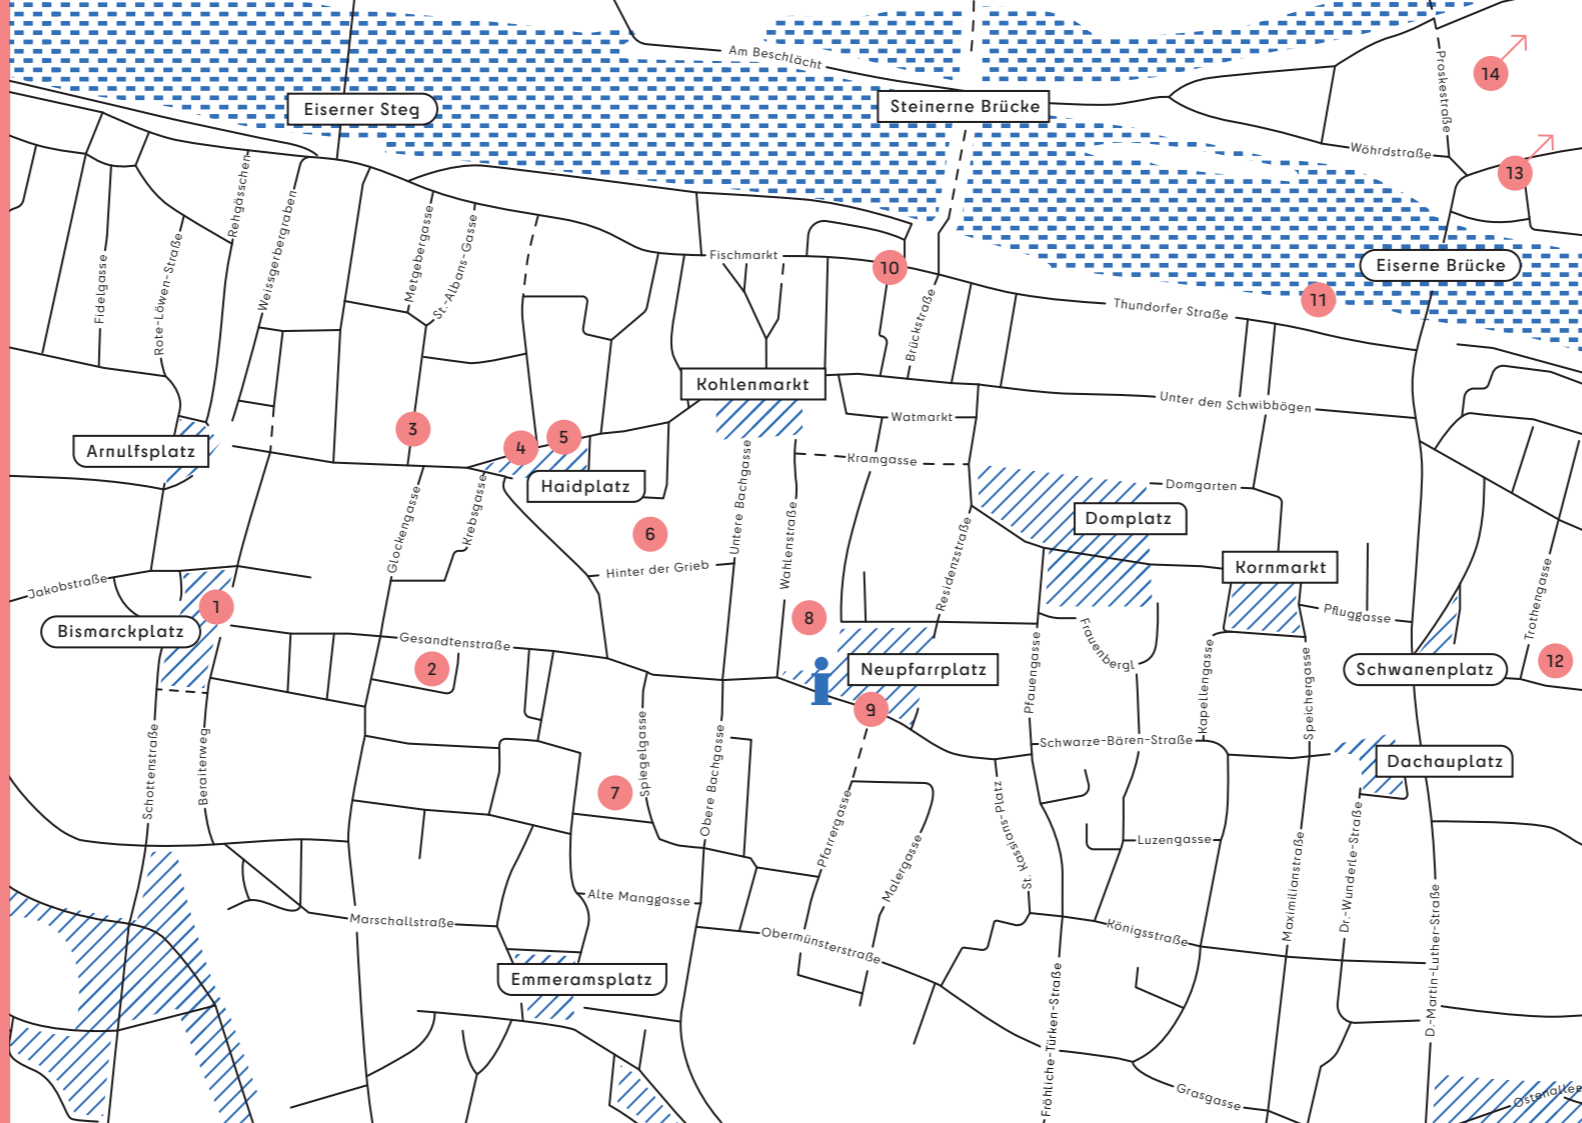 Am Beschlächt
Proskestraße
14
Eiserner Steg
Steinerne Brücke
Wöhrdstraße
13
Rehgässchen
Weissgerbergraben
Metgebergasse
St.-Albans-Gasse
Fischmarkt
10
Eiserne Brücke
Fidelgasse
Rote-Löwen-Straße
Brückstraße
11
Thundorfer Straße
Kohlenmarkt
Unter den Schwibbögen
Watmarkt
3
4
5
Arnulfsplatz
Kramgasse
Haidplatz
Domgarten
Glockengasse
Krebsgasse
Untere Bachgasse
Wahlenstraße
Domplatz
6
Residenzstraße
Hinter der Grieb
Kornmarkt
Jakobstraße
1
Trothengasse
Pfluggasse
8
Bismarckplatz
Gesandtenstraße
Frauenbergl
2
Neupfarrplatz
Schwanenplatz
12
Pfauengasse
Kapellengasse
Speichergasse
i
9
Schottenstraße
Beraiterweg
Spiegelgasse
Obere Bachgasse
Schwarze-Bären-Straße
Dachauplatz
7
Pfarrergasse
Malergasse
St. Kassians-Platz
Luzengasse
Maximilianstraße
Dr.-Wunderle-Straße
D.-Martin-Luther-Straße
Alte Manggasse
Marschallstraße
Obermünsterstraße
Königsstraße
Emmeramsplatz
Fröhliche-Türken-Straße
Grasgasse
Ostenallee